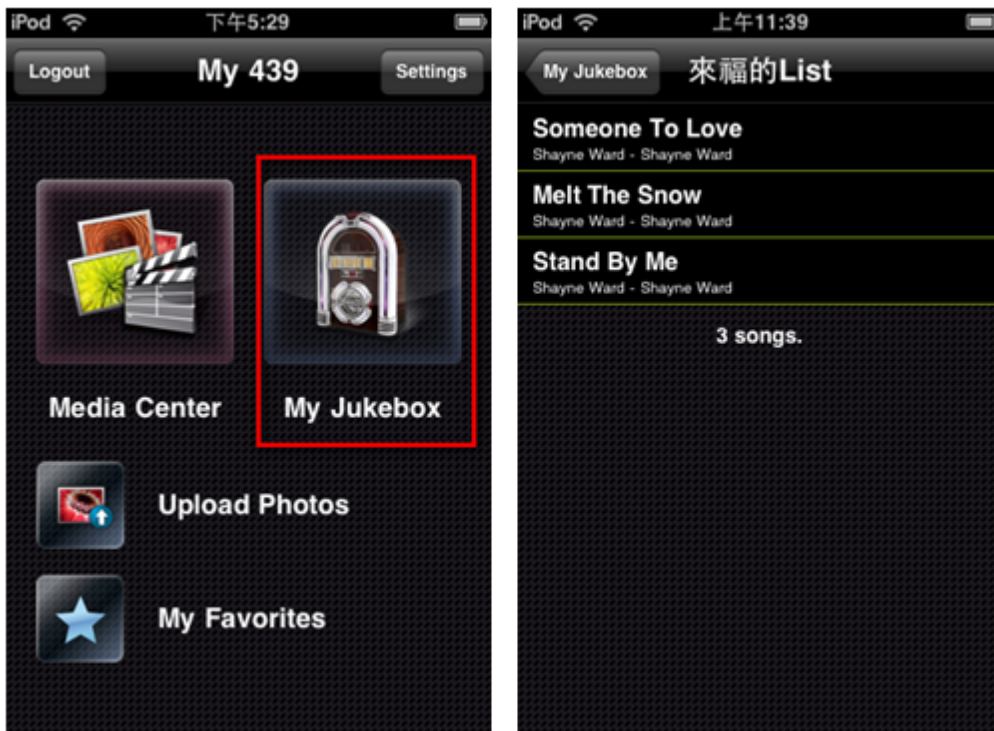 iPod 下午5:29
Logout My 439 Settings
Media Center My Jukebox
Upload Photos
My Favorites
iPod 上午11:39
My Jukebox 來福的List
Someone To Love
Shayne Ward - Shayne Ward
Melt The Snow
Shayne Ward - Shayne Ward
Stand By Me
Shayne Ward - Shayne Ward
3 songs.